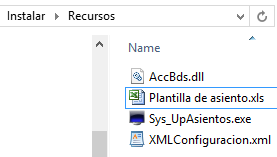 Instalar > Recursos
Name
AccBds.dll
Plantilla de asiento.xls
Sys_UpAsientos.exe
XMLConfiguracion.xml